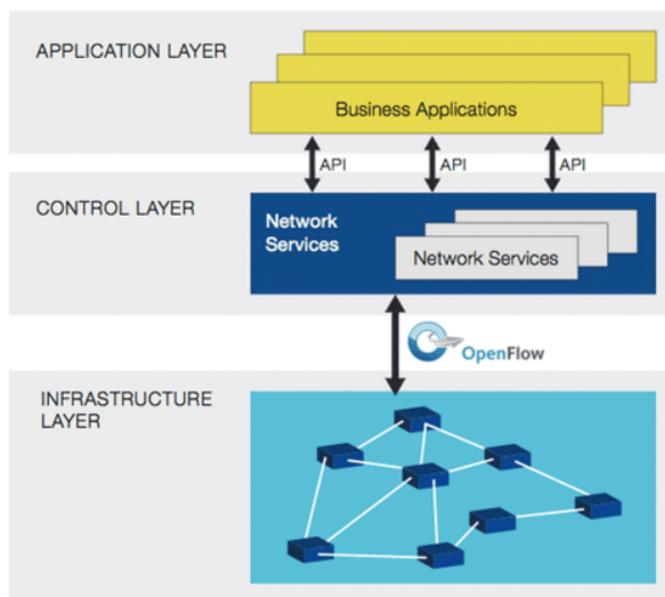 APPLICATION LAYER
Business Applications
API
API
API
CONTROL LAYER
Network
Services
Network Services
OpenFlow
INFRASTRUCTURE
LAYER